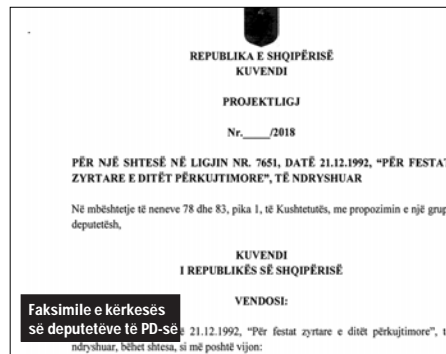 REPUBLIKA E SHQIPËRISË
KUVENDI
PROJEKTLIGJ
Nr.____/2018
PËR NJË SHTESË NË LIGJIN NR. 7651, DATË 21.12.1992, “PËR FESTAT
ZYRTARE E DITËT PËRKUJTIMORE”, TË NDRYSHUAR
Në mbështetje të neneve 78 dhe 83, pika 1, të Kushtetutës, me propozimin e një grup
deputetësh,
KUVENDI
I REPUBLIKËS SË SHQIPËRISË
VENDOSI:
Faksimile e kërkesës
së deputetëve të PD-së
21.12.1992, “Për festat zyrtare e ditët përkujtimore”,
ndryshuar, bëhet shtesa, si më poshtë vijon: